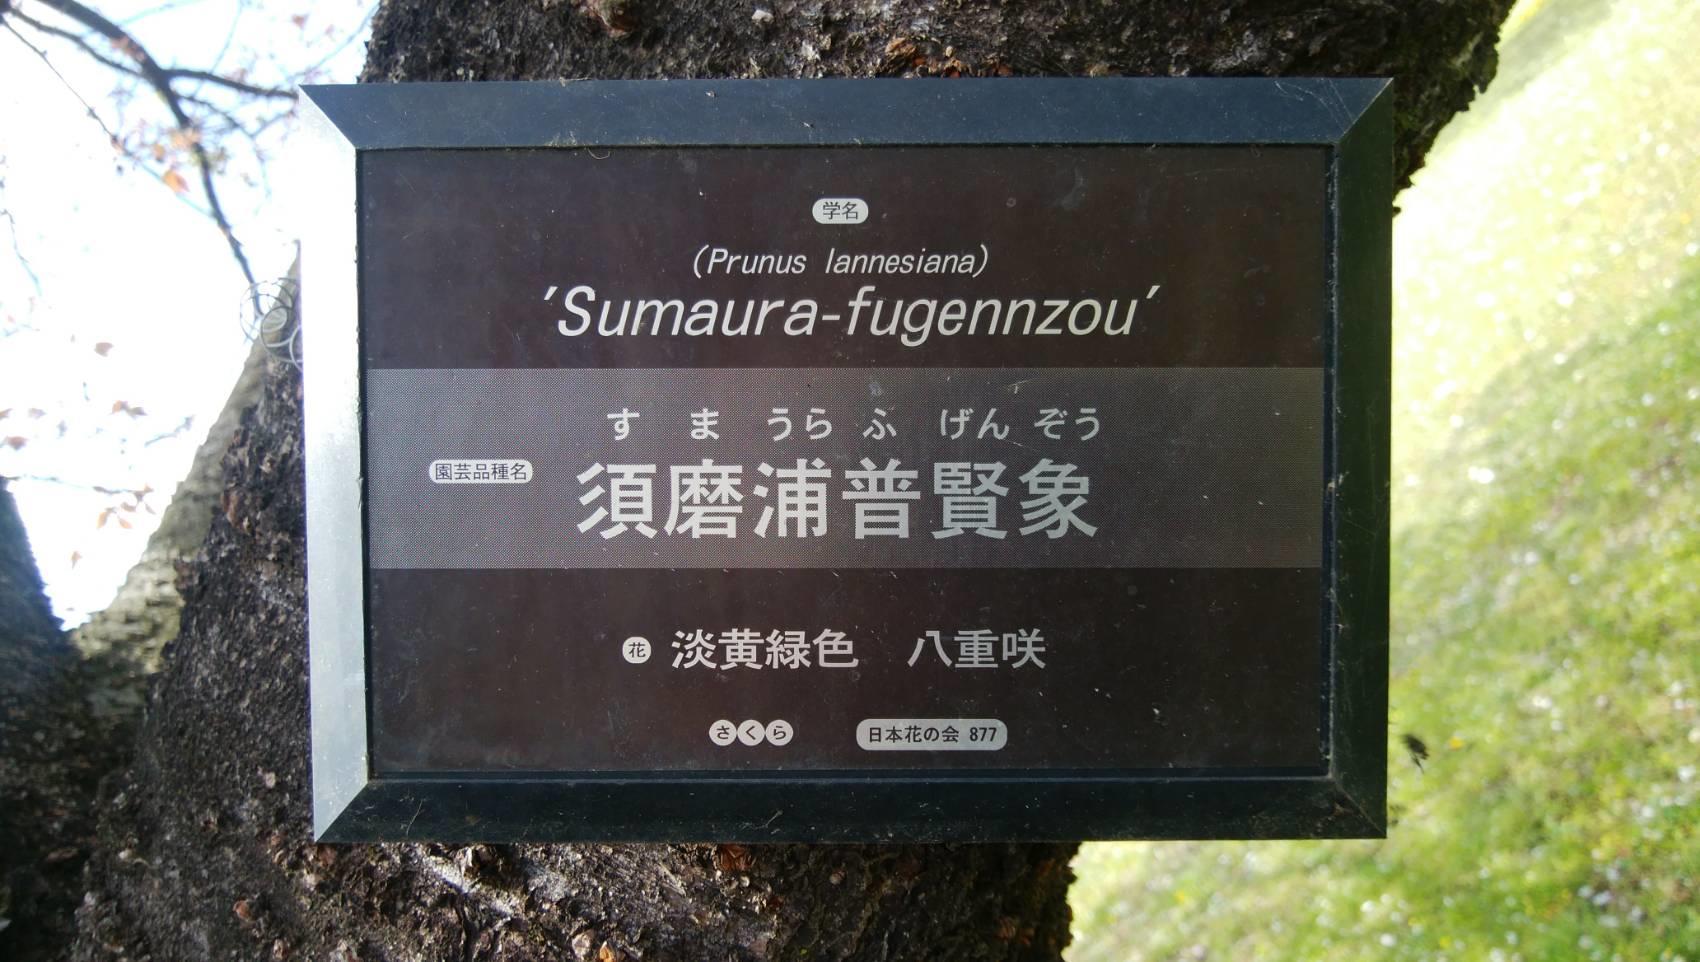 学名
(Prunus lannesiana)
'Sumaura-fugennzou'
す ま うら ふ げん ぞう
園芸品種名 須磨浦普賢象
花 淡黄緑色 八重咲
さくら 日本花の会 877